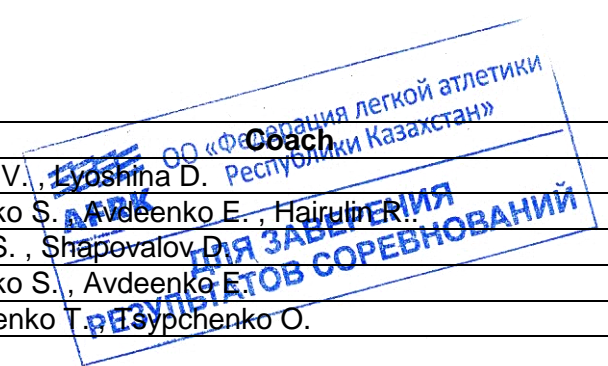 ОО «Федерация легкой атлетики
Республики Казахстан»
Coach
V. , Lyoshina D.
ko S. , Avdeenko E. , Hairulin R..
S. , Shapovalov D.
ko S. , Avdeenko E.
enko T. , Tsypchenko O.
ДЛЯ ЗАВЕРЕНИЯ
РЕЗУЛЬТАТОВ СОРЕВНОВАНИЙ